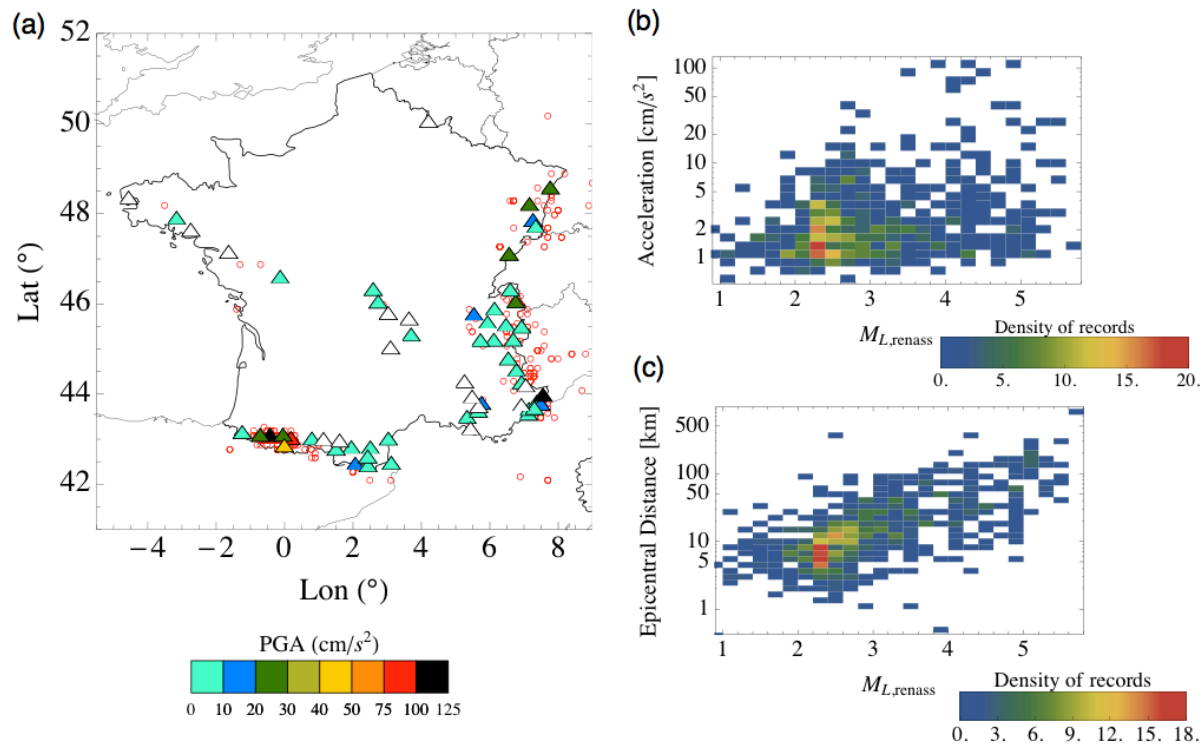 (a)
52
50
48
46
44
42
Lat (°)
−4 −2 0 2 4 6 8
Lon (°)
PGA (cm/s²)
0 10 20 30 40 50 75 100 125
(b)
Acceleration [cm/s²]
100
50
20
10
5
2
1
1 2 3 4 5
M_L,renass
Density of records
0. 5. 10. 15. 20.
(c)
Epicentral Distance [km]
500
100
50
10
5
1
1 2 3 4 5
M_L,renass
Density of records
0. 3. 6. 9. 12. 15. 18.